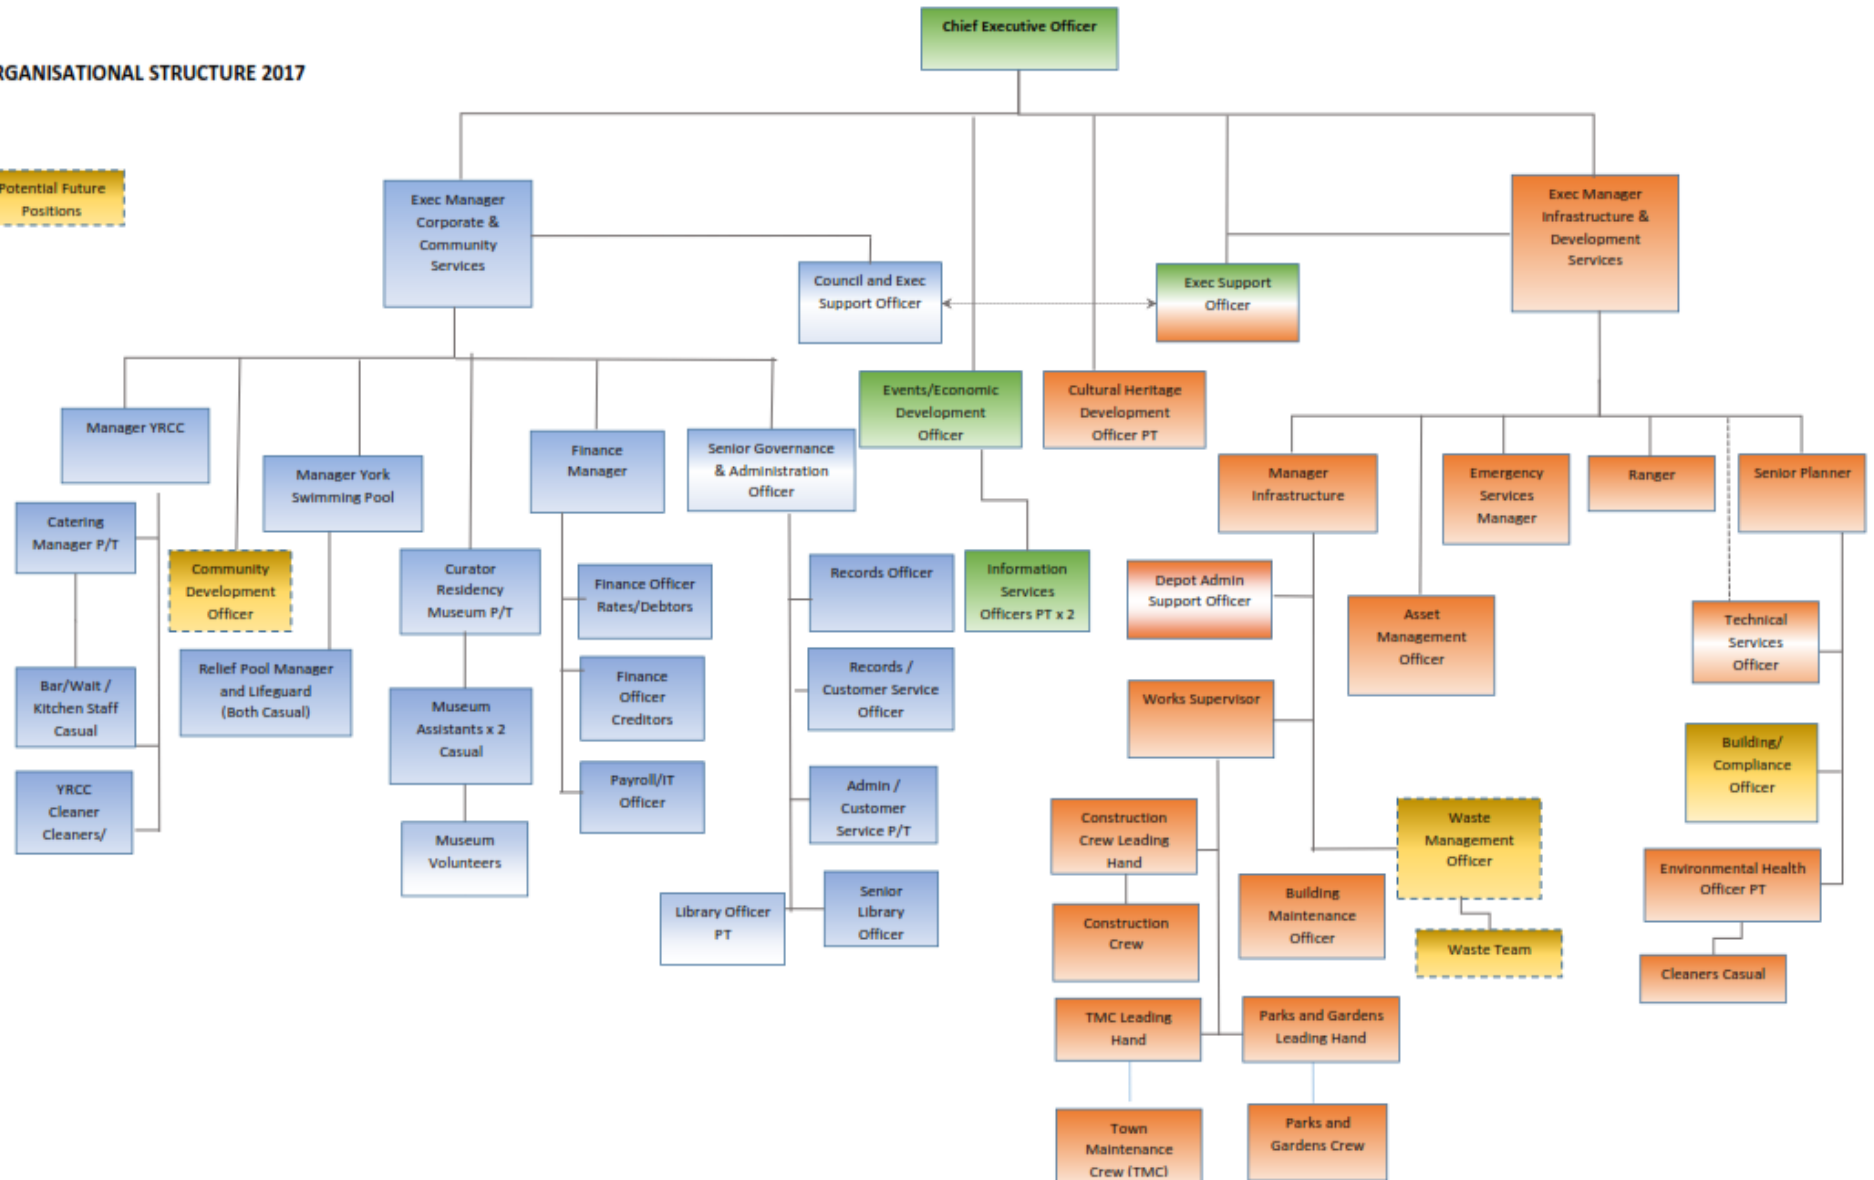 Chief Executive Officer
RGANISATIONAL STRUCTURE 2017
Potential Future
Positions
Exec Manager
Corporate &
Community
Services
Exec Manager
Infrastructure &
Development
Services
Council and Exec
Support Officer
Exec Support
Officer
Events/Economic
Development
Officer
Cultural Heritage
Development
Officer PT
Manager YRCC
Manager York
Swimming Pool
Finance
Manager
Senior Governance
& Administration
Officer
Manager
Infrastructure
Emergency
Services
Manager
Ranger
Senior Planner
Catering
Manager P/T
Community
Development
Officer
Curator
Residency
Museum P/T
Finance Officer
Rates/Debtors
Records Officer
Information
Services
Officers PT x 2
Depot Admin
Support Officer
Asset
Management
Officer
Technical
Services
Officer
Bar/Wait /
Kitchen Staff
Casual
Relief Pool Manager
and Lifeguard
(Both Casual)
Museum
Assistants x 2
Casual
Finance
Officer
Creditors
Records /
Customer Service
Officer
Works Supervisor
Building/
Compliance
Officer
YRCC
Cleaner
Cleaners/
Museum
Volunteers
Payroll/IT
Officer
Admin /
Customer
Service P/T
Construction
Crew Leading
Hand
Waste
Management
Officer
Environmental Health
Officer PT
Library Officer
PT
Senior
Library
Officer
Construction
Crew
Building
Maintenance
Officer
Waste Team
Cleaners Casual
TMC Leading
Hand
Parks and Gardens
Leading Hand
Town
Maintenance
Crew (TMC)
Parks and
Gardens Crew